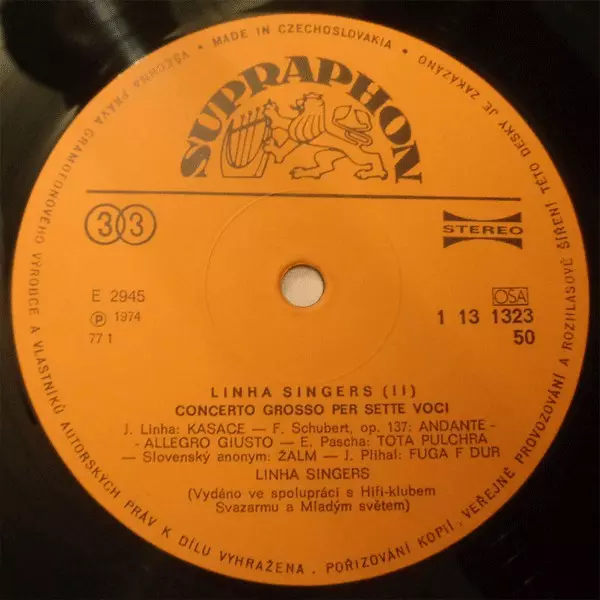 VŠECHNA PRÁVA GRAMOFONOVÉHO VÝROBCE A VLASTNÍKŮ AUTORSKÝCH PRÁV K DÍLU VYHRAŽENA. POŘIZOVÁNÍ KOPIÍ, VEŘEJNÉ PROVOZOVÁNÍ A ROZHLASOVÉ ŠÍŘENÍ TÉTO DESKY JE ZAKÁZÁNO
• MADE IN CZECHOSLOVAKIA •
SUPRAPHON
33
STEREO
E 2945
Ⓟ 1974
77 1
OSA
1 13 1323
50
LINHA SINGERS (II)
CONCERTO GROSSO PER SETTE VOCI
J. Linha: KASACE — F. Schubert, op. 137: ANDANTE -
- ALLEGRO GIUSTO — E. Pascha: TOTA PULCHRA
— Slovenský anonym: ŽALM — J. Plíhal: FUGA F DUR
LINHA SINGERS
(Vydáno ve spolupráci s Hifi-klubem
Svazarmu a Mladým světem)